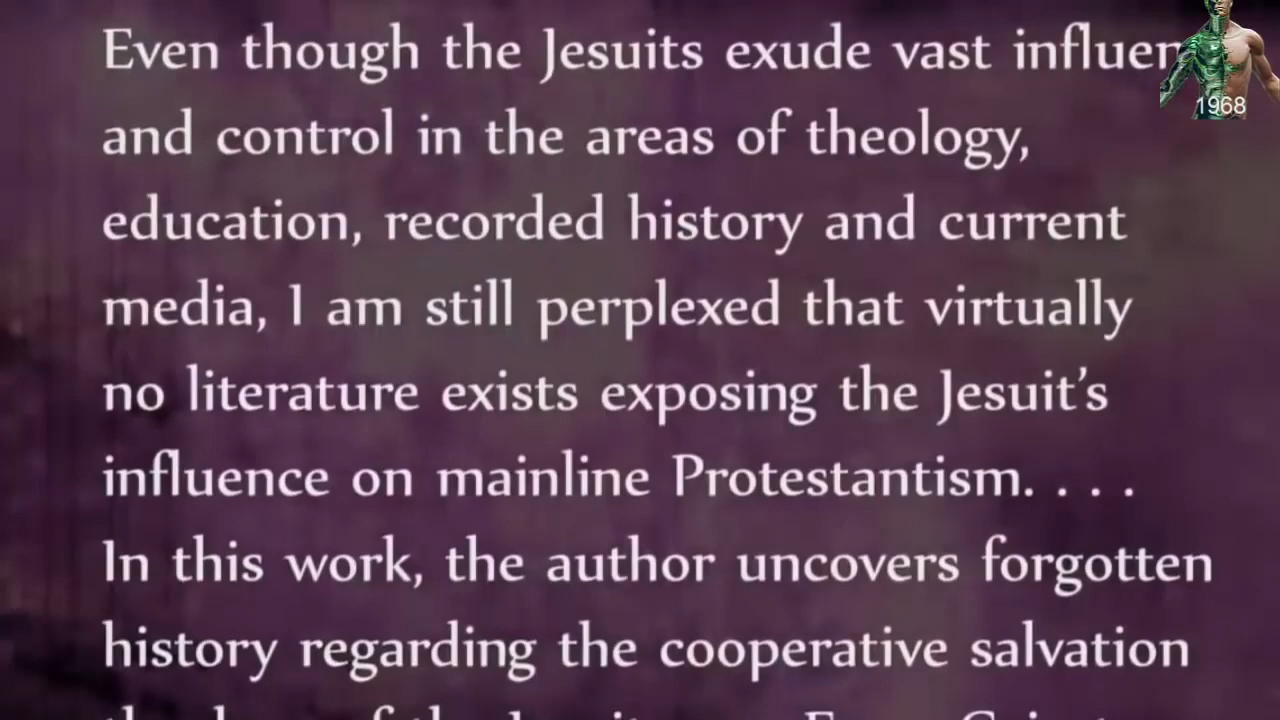 Even though the Jesuits exude vast
and control in the areas of theology,
education, recorded history and current
media, I am still perplexed that virtually
no literature exists exposing the Jesuit’s
influence on mainline Protestantism. . . .
In this work, the author uncovers forgotten
history regarding the cooperative salvation
1968